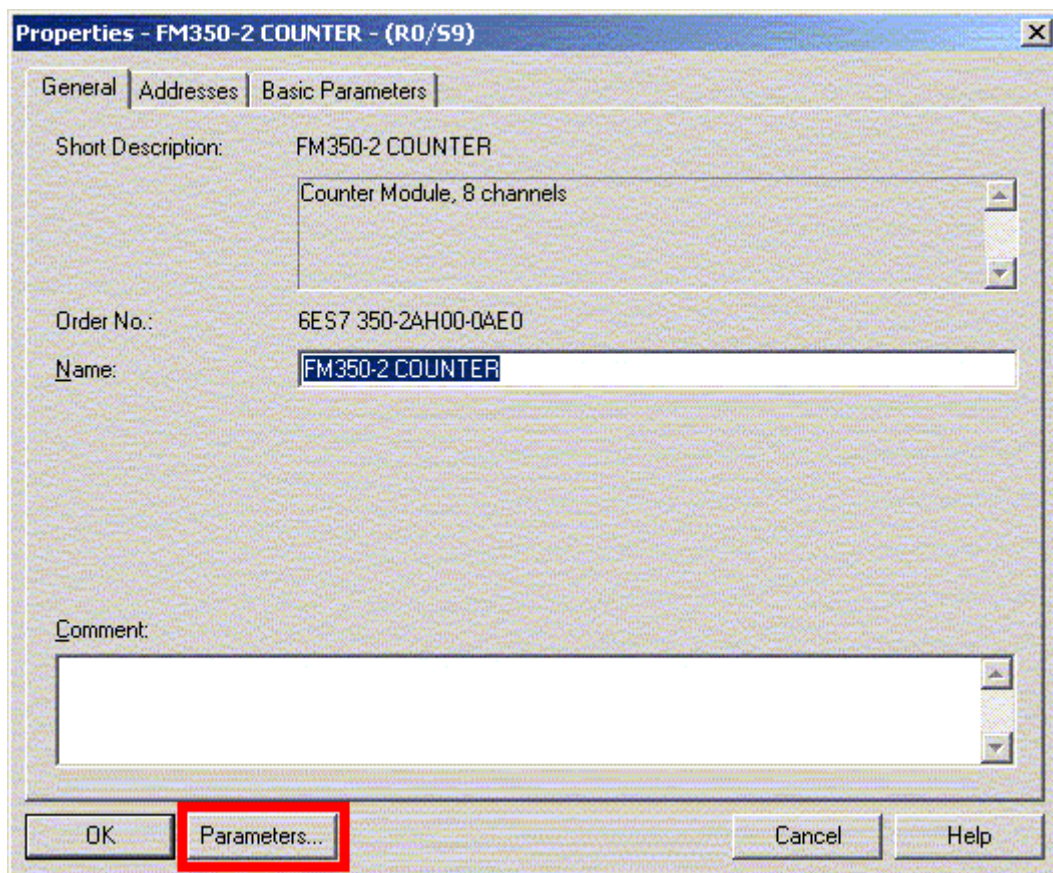 Properties - FM350-2 COUNTER - (R0/S9)
General Addresses Basic Parameters
Short Description: FM350-2 COUNTER
Counter Module, 8 channels
Order No.: 6ES7 350-2AH00-0AE0
Name: FM350-2 COUNTER
Comment:
OK Parameters... Cancel Help